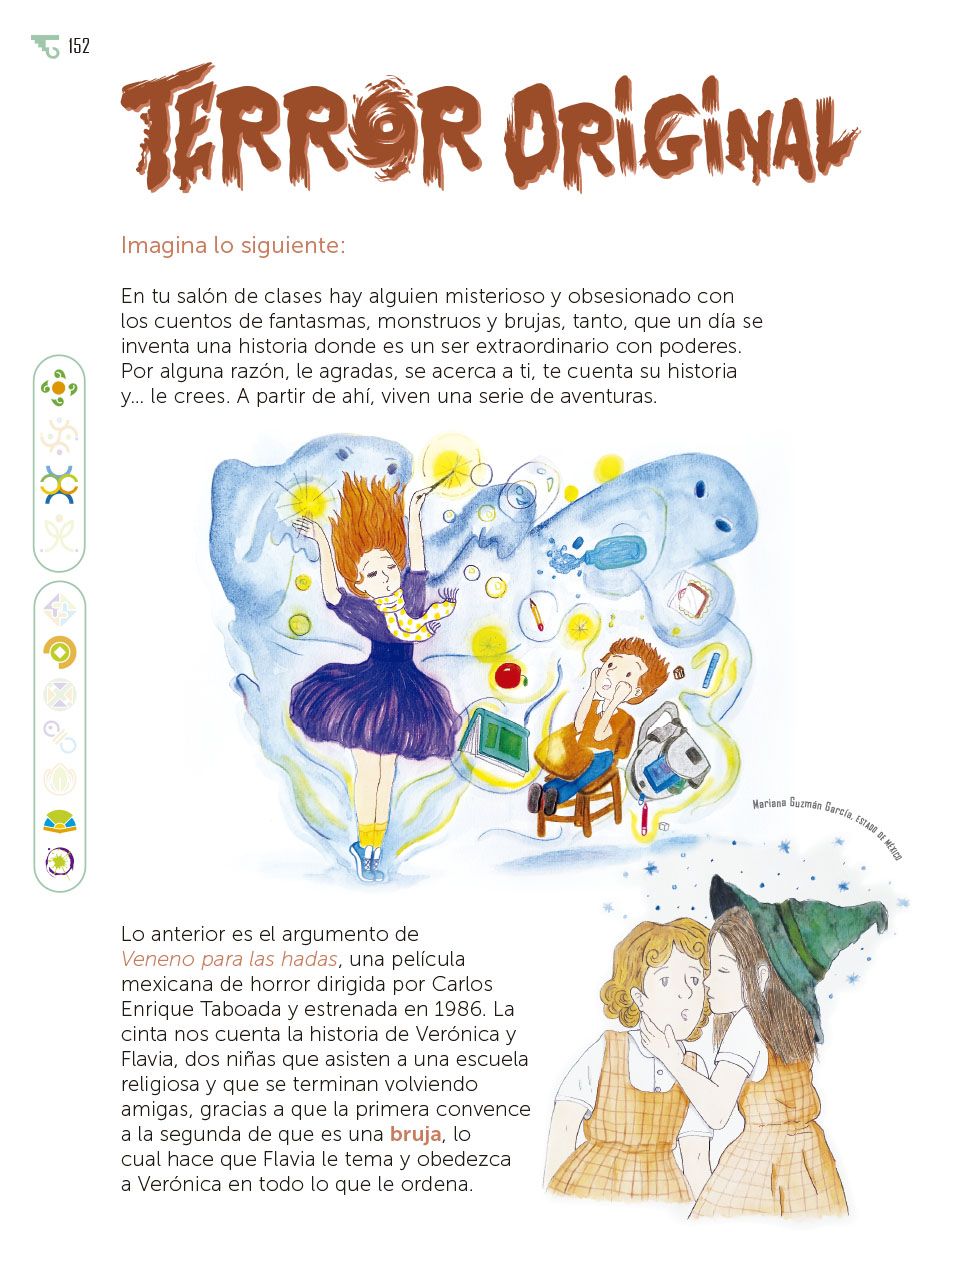 152
TERROR ORIGINAL
Imagina lo siguiente:
En tu salón de clases hay alguien misterioso y obsesionado con
los cuentos de fantasmas, monstruos y brujas, tanto, que un día se
inventa una historia donde es un ser extraordinario con poderes.
Por alguna razón, le agradas, se acerca a ti, te cuenta su historia
y... le crees. A partir de ahí, viven una serie de aventuras.
Mariana Guzmán García, ESTADO DE MÉXICO
Lo anterior es el argumento de
Veneno para las hadas, una película
mexicana de horror dirigida por Carlos
Enrique Taboada y estrenada en 1986. La
cinta nos cuenta la historia de Verónica y
Flavia, dos niñas que asisten a una escuela
religiosa y que se terminan volviendo
amigas, gracias a que la primera convence
a la segunda de que es una bruja, lo
cual hace que Flavia le tema y obedezca
a Verónica en todo lo que le ordena.